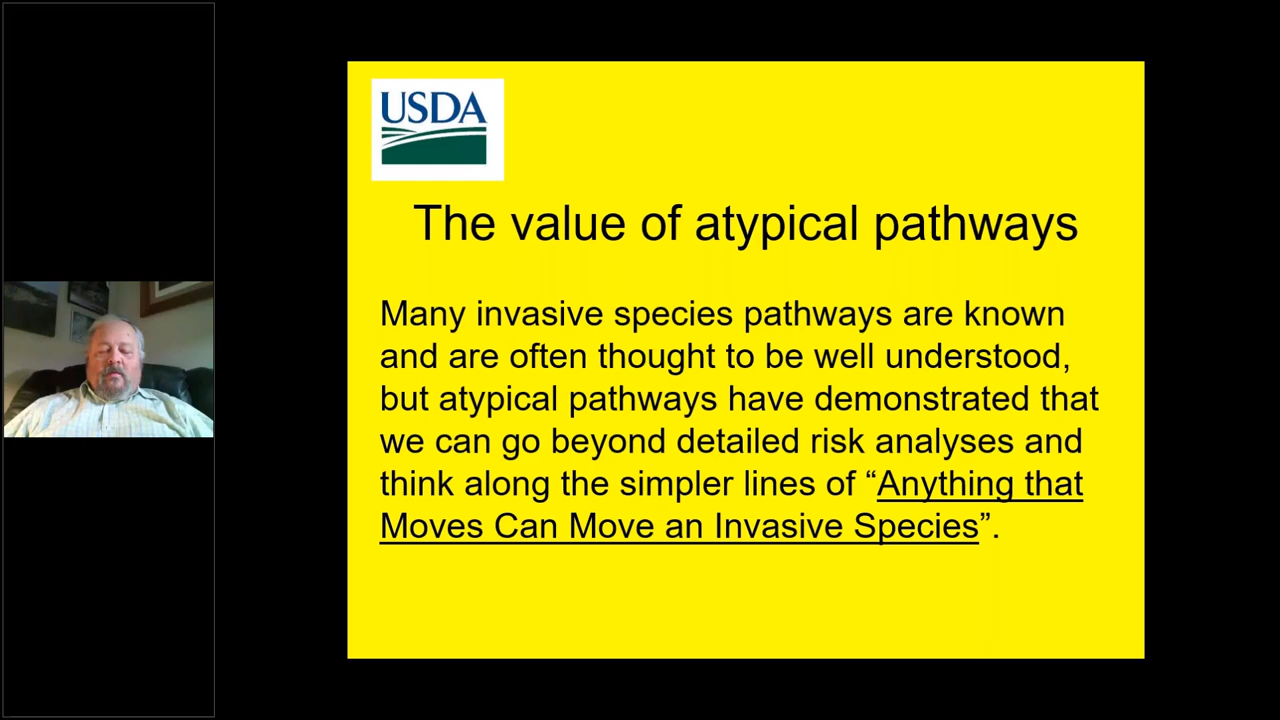 USDA
The value of atypical pathways
Many invasive species pathways are known
and are often thought to be well understood,
but atypical pathways have demonstrated that
we can go beyond detailed risk analyses and
think along the simpler lines of “Anything that
Moves Can Move an Invasive Species”.